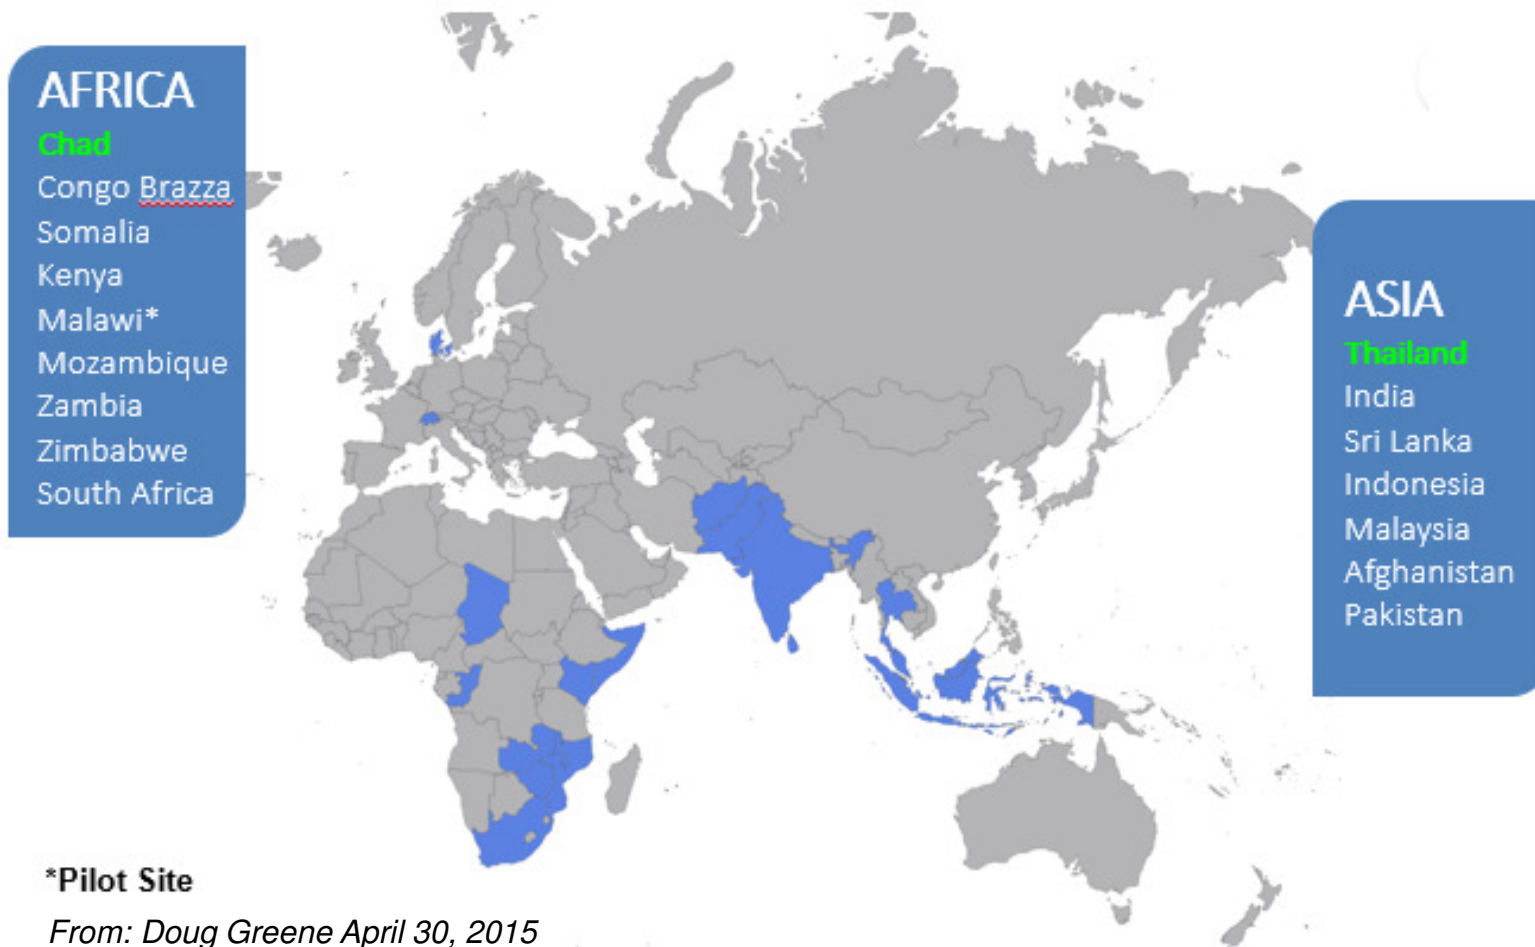 AFRICA
Chad
Congo Brazza
Somalia
Kenya
Malawi*
Mozambique
Zambia
Zimbabwe
South Africa
ASIA
Thailand
India
Sri Lanka
Indonesia
Malaysia
Afghanistan
Pakistan
*Pilot Site
From: Doug Greene April 30, 2015